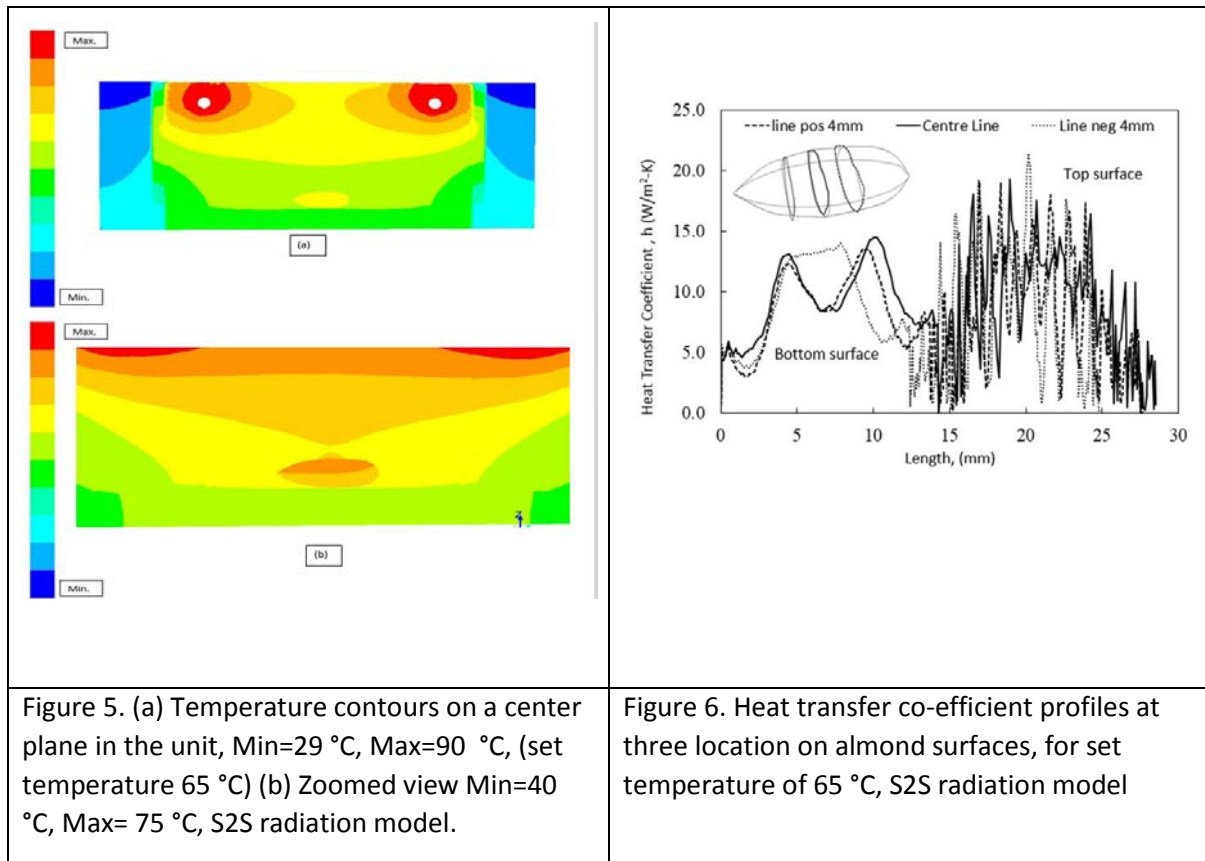 Max.
(a)
Min.
Max.
Z
(b)
Min.
Figure 5. (a) Temperature contours on a center
plane in the unit, Min=29 °C, Max=90 °C, (set
temperature 65 °C) (b) Zoomed view Min=40
°C, Max= 75 °C, S2S radiation model.
25.0
20.0
15.0
10.0
5.0
0.0
Heat Transfer Coefficient , h (W/m²-K)
line pos 4mm Centre Line Line neg 4mm
Top surface
Bottom surface
0 5 10 15 20 25 30
Length, (mm)
Figure 6. Heat transfer co-efficient profiles at
three location on almond surfaces, for set
temperature of 65 °C, S2S radiation model